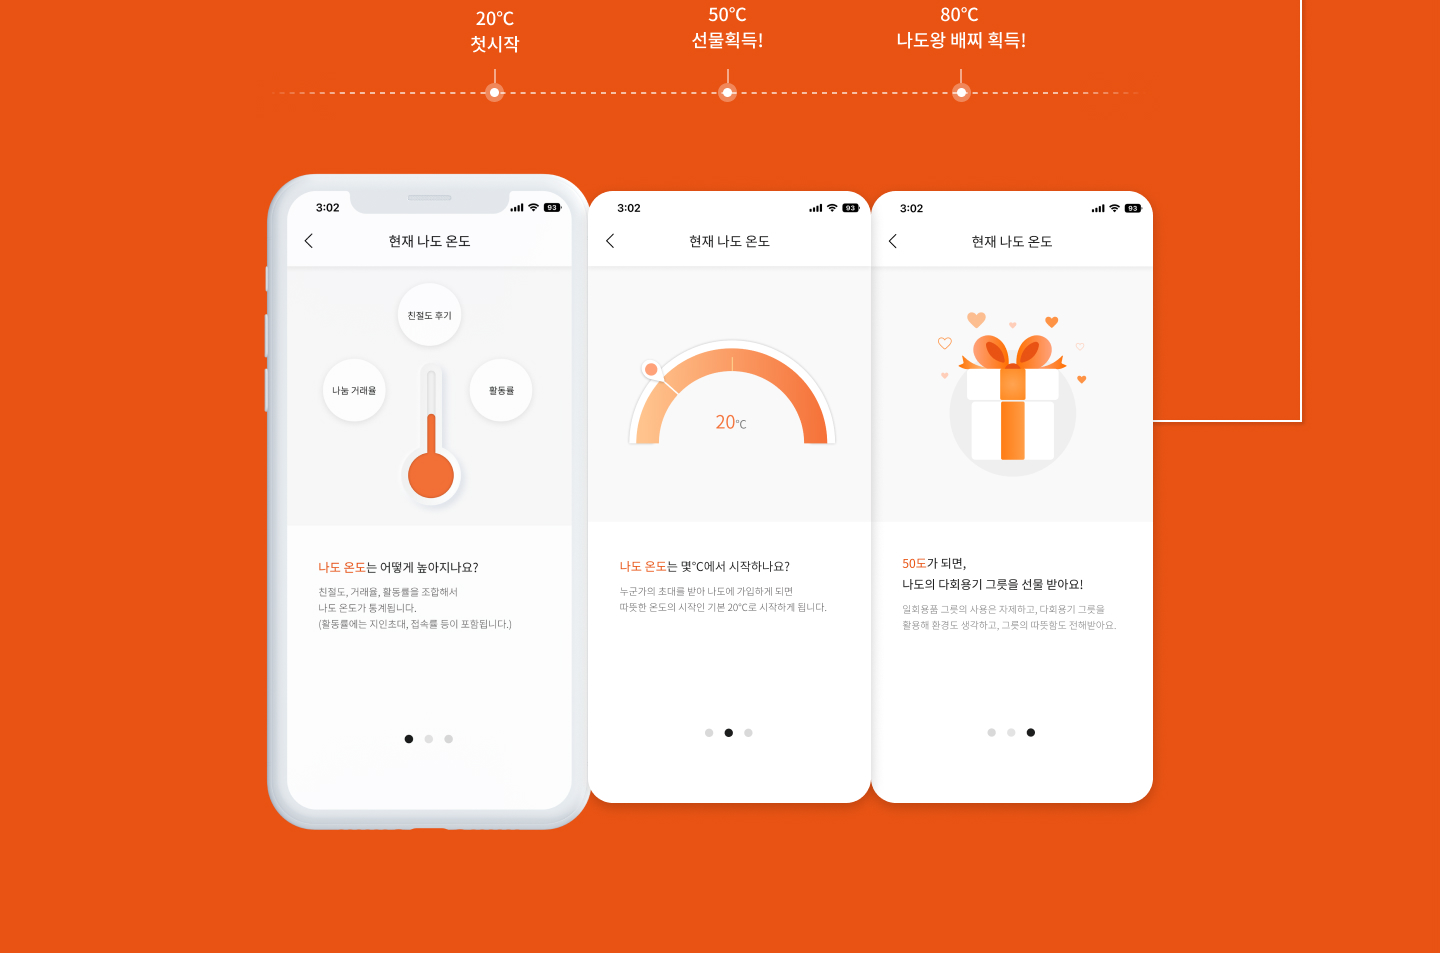 20℃
첫시작
50℃
선물획득!
80℃
나도왕 배찌 획득!
3:02
93
현재 나도 온도
친절도 후기
나눔 거래율
활동률
나도 온도는 어떻게 높아지나요?
친절도, 거래율, 활동률을 조합해서
나도 온도가 통계됩니다.
(활동률에는 지인초대, 접속률 등이 포함됩니다.)
3:02
93
현재 나도 온도
20℃
나도 온도는 몇℃에서 시작하나요?
누군가의 초대를 받아 나도에 가입하게 되면
따뜻한 온도의 시작인 기본 20℃로 시작하게 됩니다.
3:02
93
현재 나도 온도
50도가 되면,
나도의 다회용기 그릇을 선물 받아요!
일회용품 그릇의 사용은 자제하고, 다회용기 그릇을
활용해 환경도 생각하고, 그릇의 따뜻함도 전해받아요.